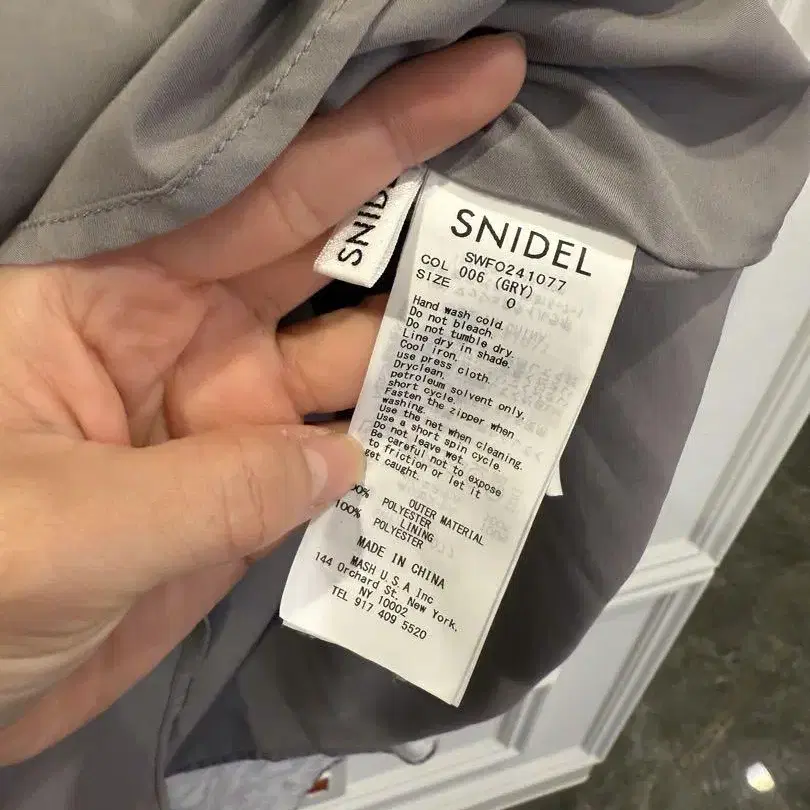 SNIDEL
SWFO241077
COL 006 (GRY)
SIZE 0
Hand wash cold.
Do not bleach.
Do not tumble dry.
Line dry in shade.
Cool iron.
use press cloth.
Dryclean.
petroleum solvent only.
short cycle.
Fasten the zipper when
washing.
Use the net when cleaning.
Use a short spin cycle.
Do not leave wet.
Be careful not to expose
to friction or let it
get caught.
OUTER MATERIAL
POLYESTER
LINING
100% POLYESTER
MADE IN CHINA
MASH U.S.A Inc
144 Orchard St. New York.
NY 10002
TEL 917 409 5520